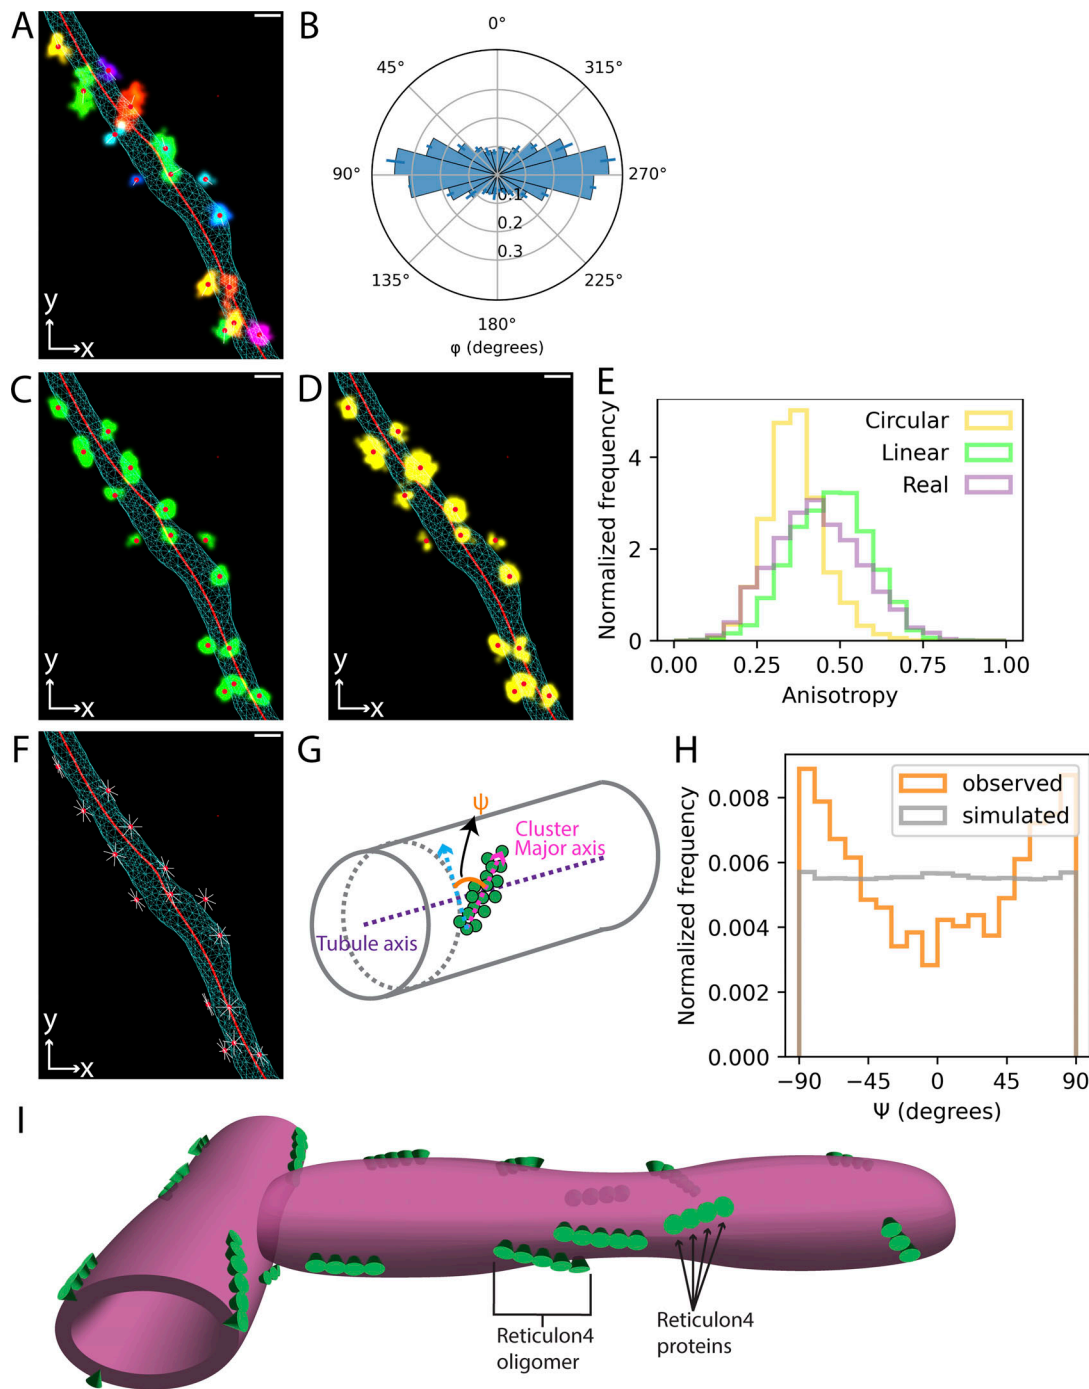 A
y
x
B
0°
45°
315°
90°
270°
0.1
0.2
0.3
135°
225°
180°
φ (degrees)
C
y
x
D
y
x
E
Normalized frequency
4
2
0
Circular
Linear
Real
0.00
0.25
0.50
0.75
1.00
Anisotropy
F
y
x
G
ψ
Cluster
Major axis
Tubule axis
H
Normalized frequency
0.008
0.006
0.004
0.002
0.000
observed
simulated
−90
−45
0
45
90
Ψ (degrees)
I
Reticulon4
oligomer
Reticulon4
proteins